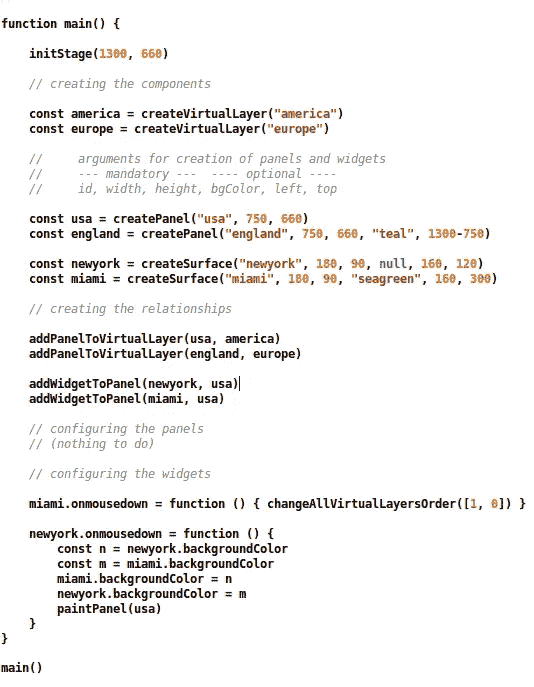 function main() {
    initStage(1300, 660)
    // creating the components
    const america = createVirtualLayer("america")
    const europe = createVirtualLayer("europe")
    //     arguments for creation of panels and widgets
    //     --- mandatory ---  ---- optional ----
    //     id, width, height, bgColor, left, top
    const usa = createPanel("usa", 750, 660)
    const england = createPanel("england", 750, 660, "teal", 1300-750)
    const newyork = createSurface("newyork", 180, 90, null, 160, 120)
    const miami = createSurface("miami", 180, 90, "seagreen", 160, 300)
    // creating the relationships
    addPanelToVirtualLayer(usa, america)
    addPanelToVirtualLayer(england, europe)
    addWidgetToPanel(newyork, usa)
    addWidgetToPanel(miami, usa)
    // configuring the panels
    // (nothing to do)
    // configuring the widgets
    miami.onmousedown = function () { changeAllVirtualLayersOrder([1, 0]) }
    newyork.onmousedown = function () {
        const n = newyork.backgroundColor
        const m = miami.backgroundColor
        miami.backgroundColor = n
        newyork.backgroundColor = m
        paintPanel(usa)
    }
}
main()